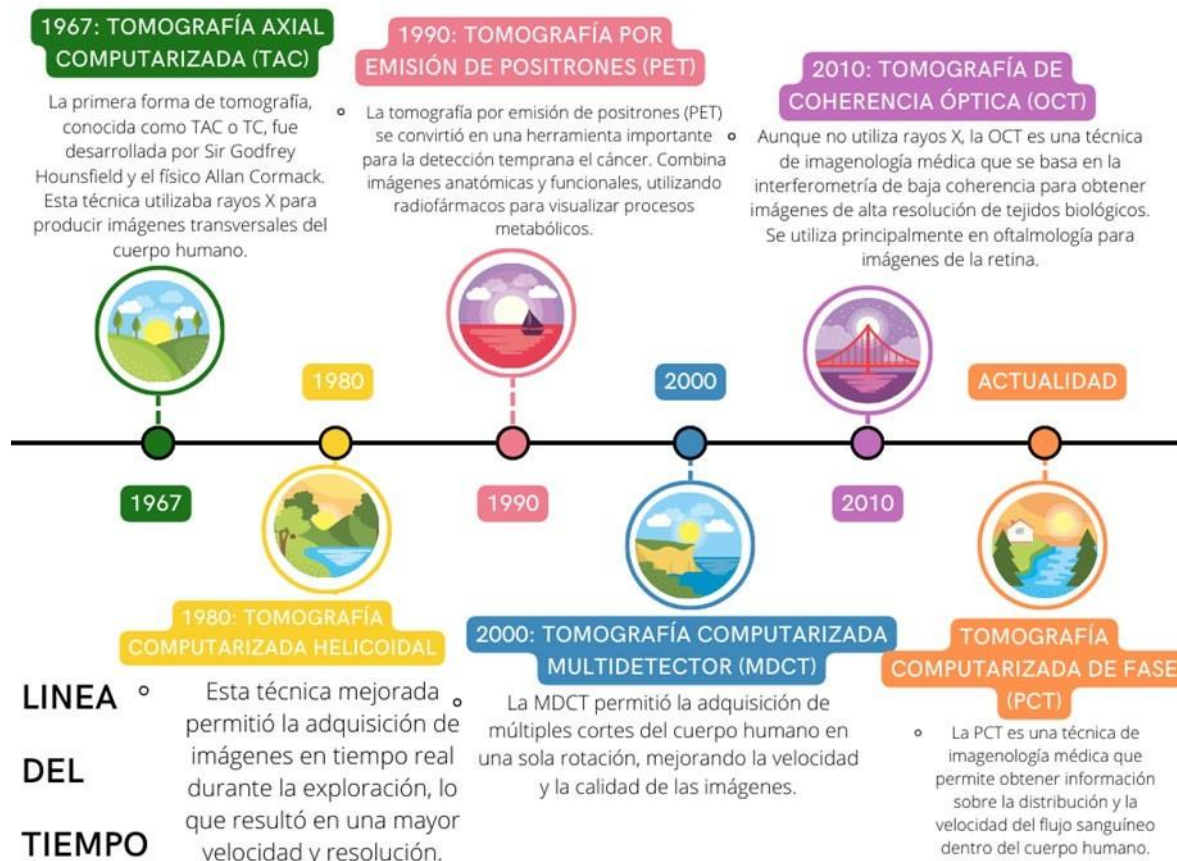 1967: TOMOGRAFÍA AXIAL
COMPUTARIZADA (TAC)
La primera forma de tomografía,
conocida como TAC o TC, fue
desarrollada por Sir Godfrey
Hounsfield y el físico Allan Cormack.
Esta técnica utilizaba rayos X para
producir imágenes transversales del
cuerpo humano.
1990: TOMOGRAFÍA POR
EMISIÓN DE POSITRONES (PET)
La tomografía por emisión de positrones (PET)
se convirtió en una herramienta importante
para la detección temprana el cáncer. Combina
imágenes anatómicas y funcionales, utilizando
radiofármacos para visualizar procesos
metabólicos.
2010: TOMOGRAFÍA DE
COHERENCIA ÓPTICA (OCT)
Aunque no utiliza rayos X, la OCT es una técnica
de imagenología médica que se basa en la
interferometría de baja coherencia para obtener
imágenes de alta resolución de tejidos biológicos.
Se utiliza principalmente en oftalmología para
imágenes de la retina.
1980
2000
ACTUALIDAD
1967
1990
2010
1980: TOMOGRAFÍA
COMPUTARIZADA HELICOIDAL
Esta técnica mejorada
permitió la adquisición de
imágenes en tiempo real
durante la exploración, lo
que resultó en una mayor
velocidad y resolución.
2000: TOMOGRAFÍA COMPUTARIZADA
MULTIDETECTOR (MDCT)
La MDCT permitió la adquisición de
múltiples cortes del cuerpo humano en
una sola rotación, mejorando la velocidad
y la calidad de las imágenes.
TOMOGRAFÍA
COMPUTARIZADA DE FASE
(PCT)
La PCT es una técnica de
imagenología médica que
permite obtener información
sobre la distribución y la
velocidad del flujo sanguíneo
dentro del cuerpo humano.
LINEA
DEL
TIEMPO